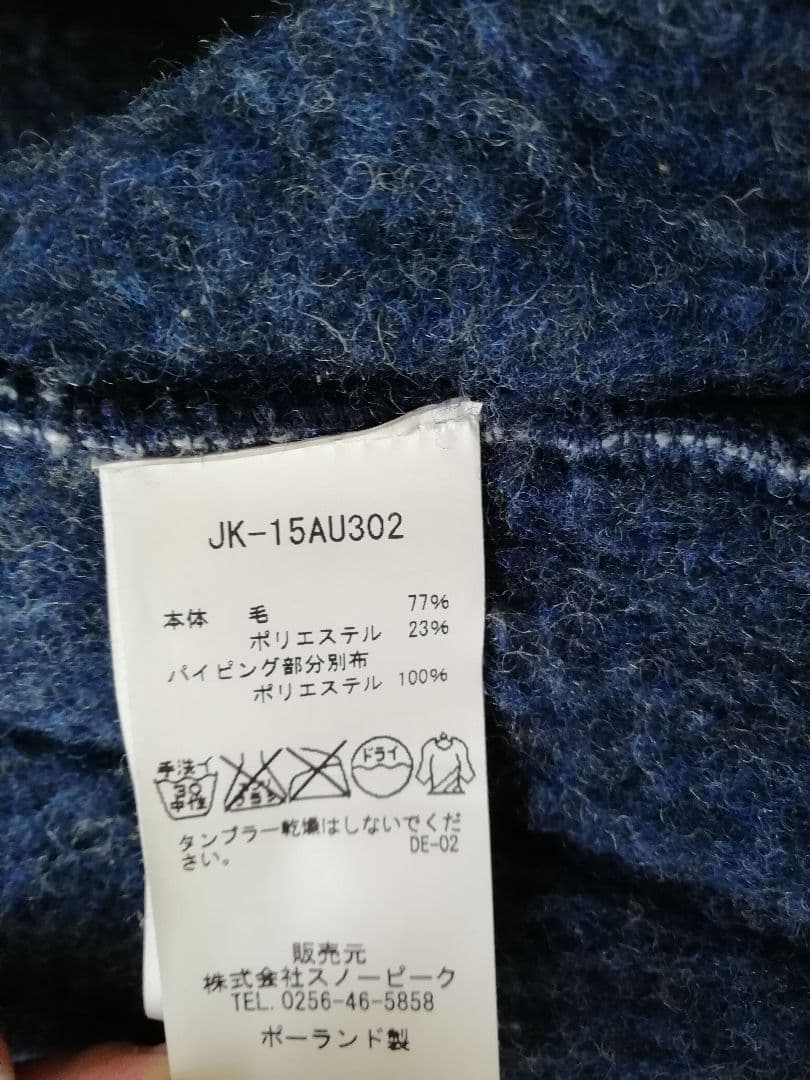 JK-15AU302
本体 毛 77%
ポリエステル 23%
パイピング部分別布
ポリエステル 100%
手洗イ
30
中性
ドライ
タンブラー乾燥はしないでくだ
さい。 DE-02
販売元
株式会社スノーピーク
TEL.0256-46-5858
ポーランド製